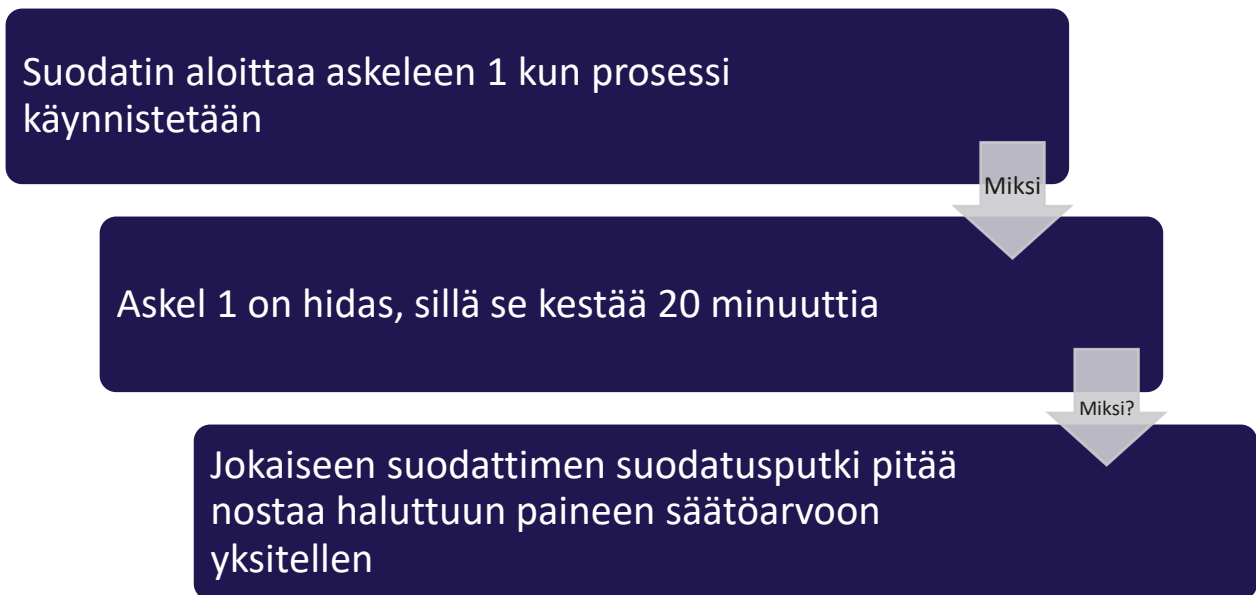 Suodatin aloittaa askeleen 1 kun prosessi
käynnistetään
Miksi
Askel 1 on hidas, sillä se kestää 20 minuuttia
Miksi?
Jokaiseen suodattimen suodatusputki pitää
nostaa haluttuun paineen säätöarvoon
yksitellen